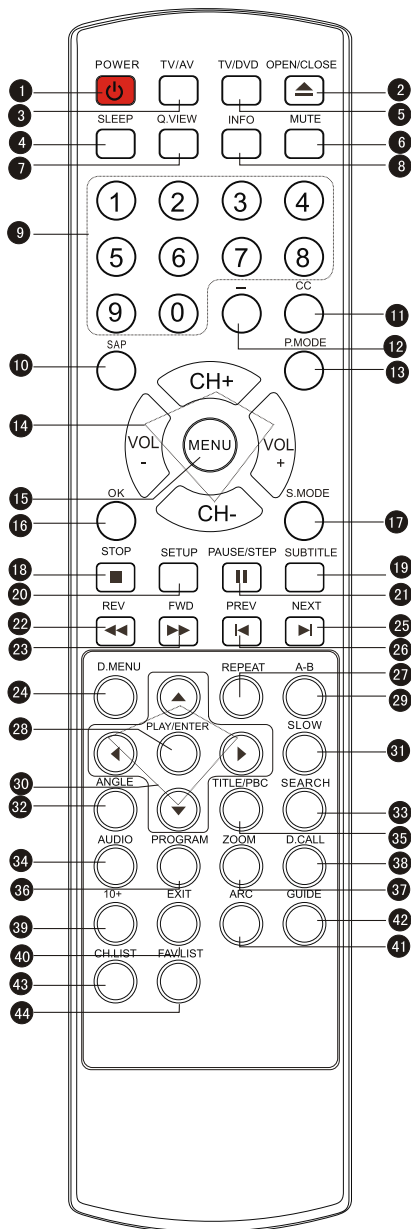 POWER TV/AV TV/DVD OPEN/CLOSE
1 2
3 5
SLEEP Q.VIEW INFO MUTE
4 6
7 8
1 2 3 4
9
5 6 7 8
9 0 – CC
11
12
SAP P.MODE
10 13
CH+
14
VOL - MENU VOL +
15
CH-
OK S.MODE
16 17
STOP SETUP PAUSE/STEP SUBTITLE
18 19
20 21
REV FWD PREV NEXT
22 25
23 26
D.MENU REPEAT A-B
24 27
29
28 PLAY/ENTER SLOW
31
30
ANGLE TITLE/PBC SEARCH
32 33
35
AUDIO PROGRAM ZOOM D.CALL
34 38
36 37
10+ EXIT ARC GUIDE
39 42
40 41
CH.LIST FAV.LIST
43
44